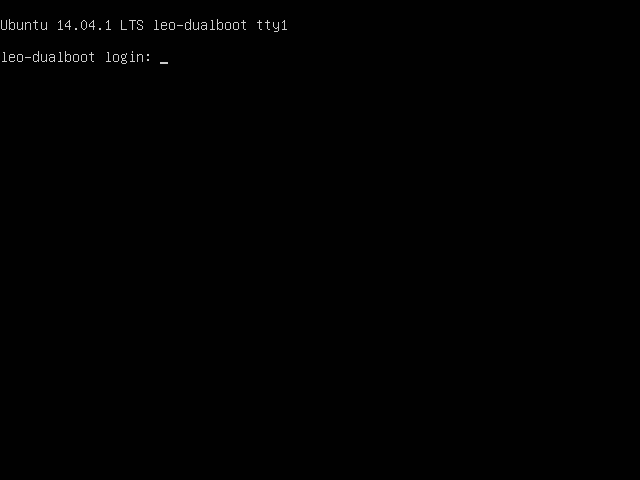 Ubuntu 14.04.1 LTS leo-dualboot tty1
leo-dualboot login: _